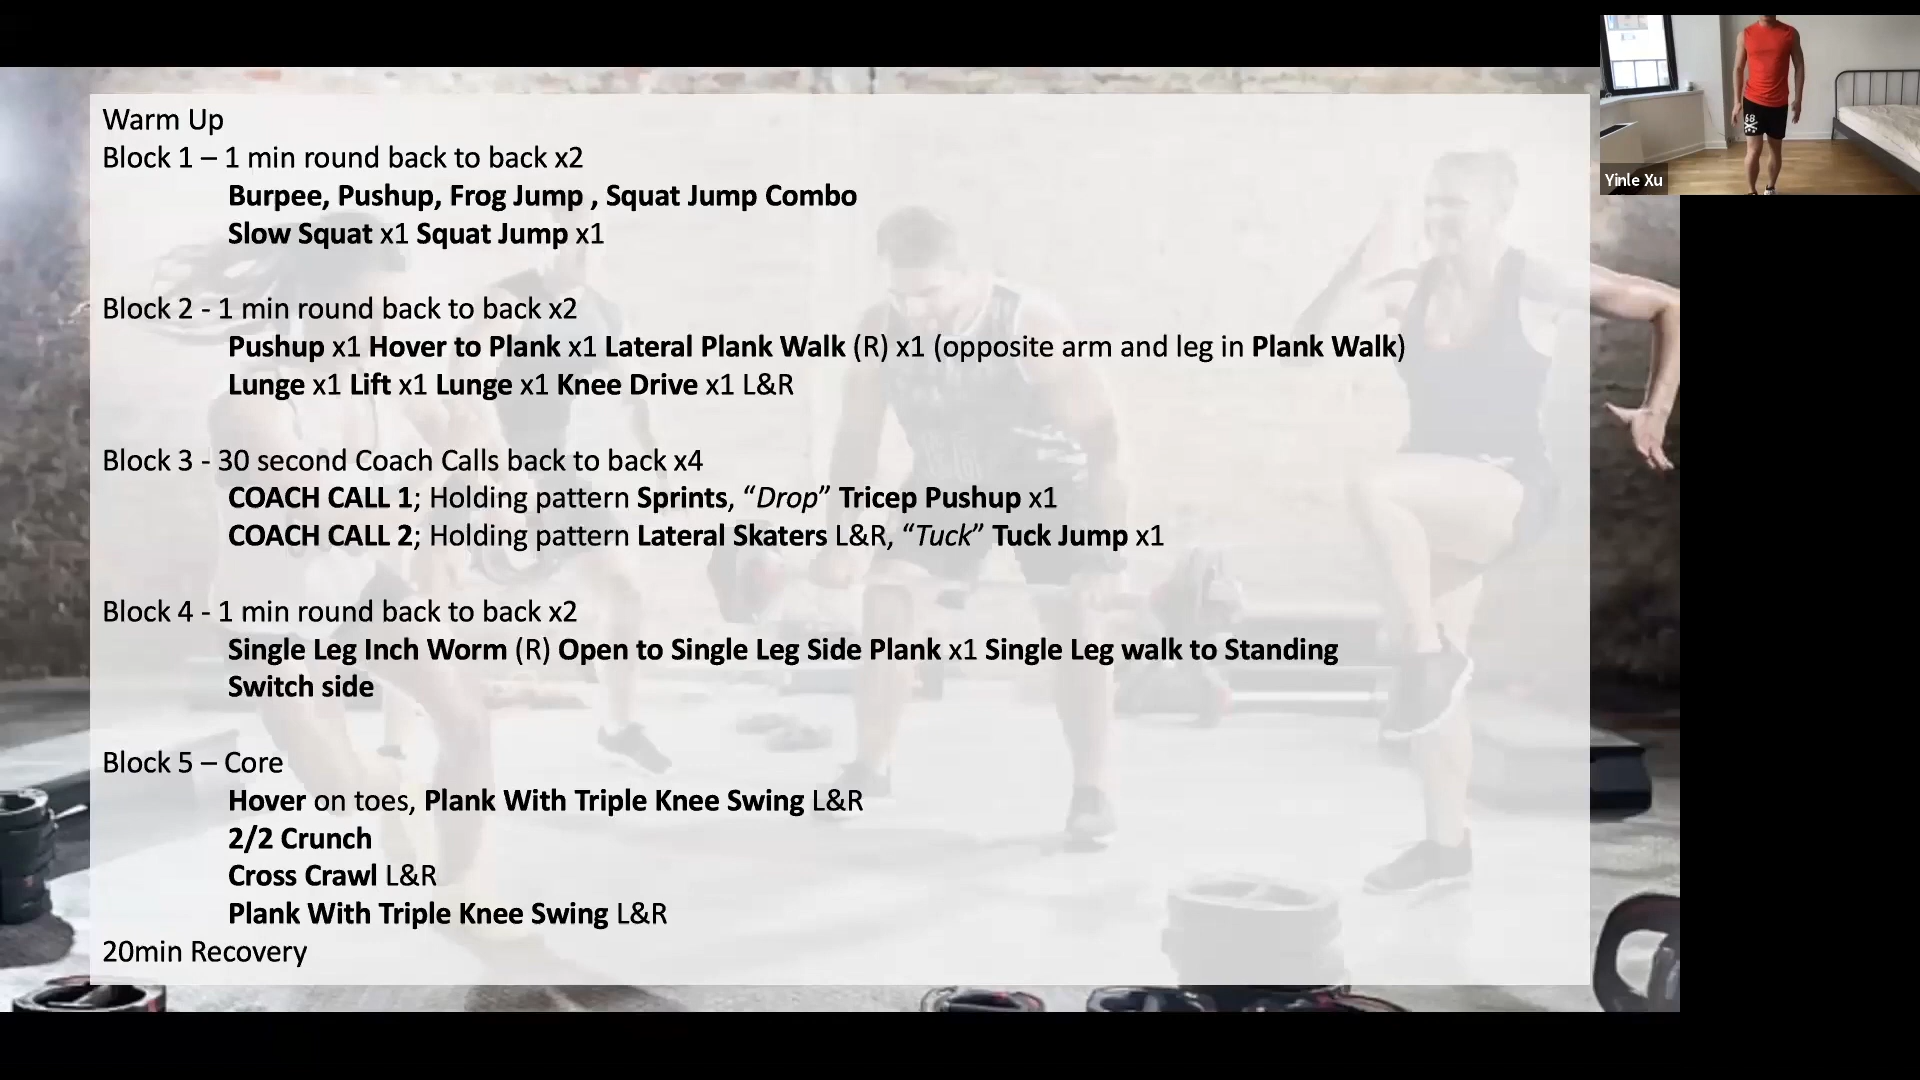 Warm Up
Block 1 – 1 min round back to back x2
Burpee, Pushup, Frog Jump , Squat Jump Combo
Slow Squat x1 Squat Jump x1
Block 2 - 1 min round back to back x2
Pushup x1 Hover to Plank x1 Lateral Plank Walk (R) x1 (opposite arm and leg in Plank Walk)
Lunge x1 Lift x1 Lunge x1 Knee Drive x1 L&R
Block 3 - 30 second Coach Calls back to back x4
COACH CALL 1; Holding pattern Sprints, “Drop” Tricep Pushup x1
COACH CALL 2; Holding pattern Lateral Skaters L&R, “Tuck” Tuck Jump x1
Block 4 - 1 min round back to back x2
Single Leg Inch Worm (R) Open to Single Leg Side Plank x1 Single Leg walk to Standing
Switch side
Block 5 – Core
Hover on toes, Plank With Triple Knee Swing L&R
2/2 Crunch
Cross Crawl L&R
Plank With Triple Knee Swing L&R
20min Recovery
Yinle Xu
68